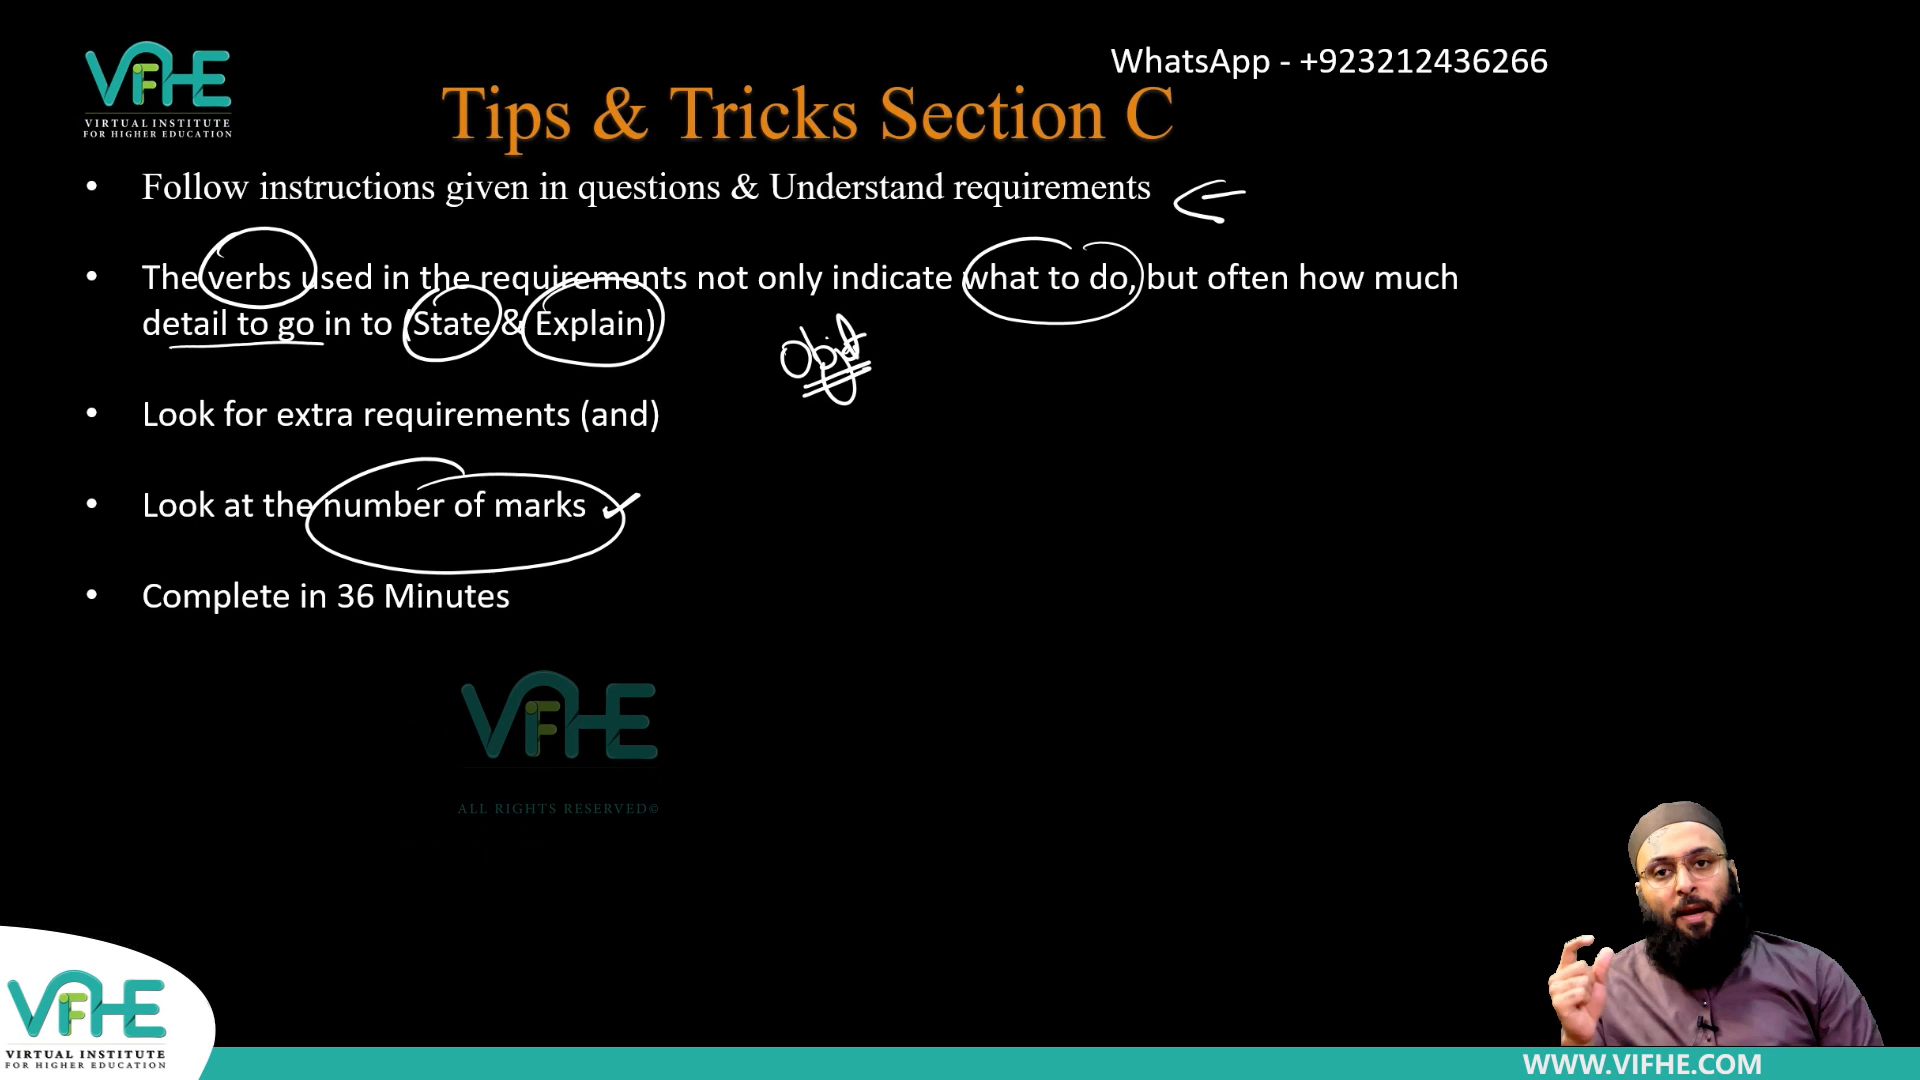 VIFHE
VIRTUAL INSTITUTE
FOR HIGHER EDUCATION
WhatsApp - +923212436266
Tips & Tricks Section C
• Follow instructions given in questions & Understand requirements
• The verbs used in the requirements not only indicate what to do, but often how much
detail to go in to (State & Explain)
• Look for extra requirements (and)
• Look at the number of marks
• Complete in 36 Minutes
VIFHE
ALL RIGHTS RESERVED©
VIFHE
VIRTUAL INSTITUTE
FOR HIGHER EDUCATION
WWW.VIFHE.COM